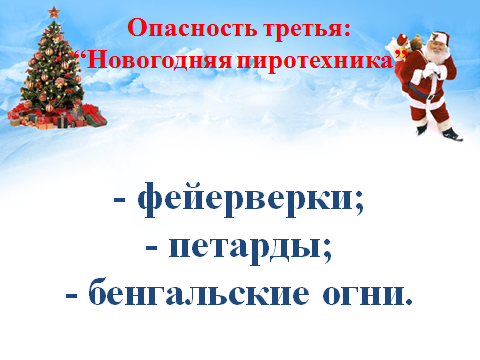 Опасность третья:
“Новогодняя пиротехника”
- фейерверки;
- петарды;
- бенгальские огни.